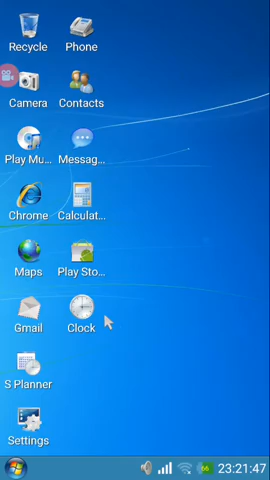 Recycle Phone
Camera Contacts
Play Mu... Messag...
Chrome Calculat...
Maps Play Sto...
Gmail Clock
S Planner
Settings
66 23:21:47